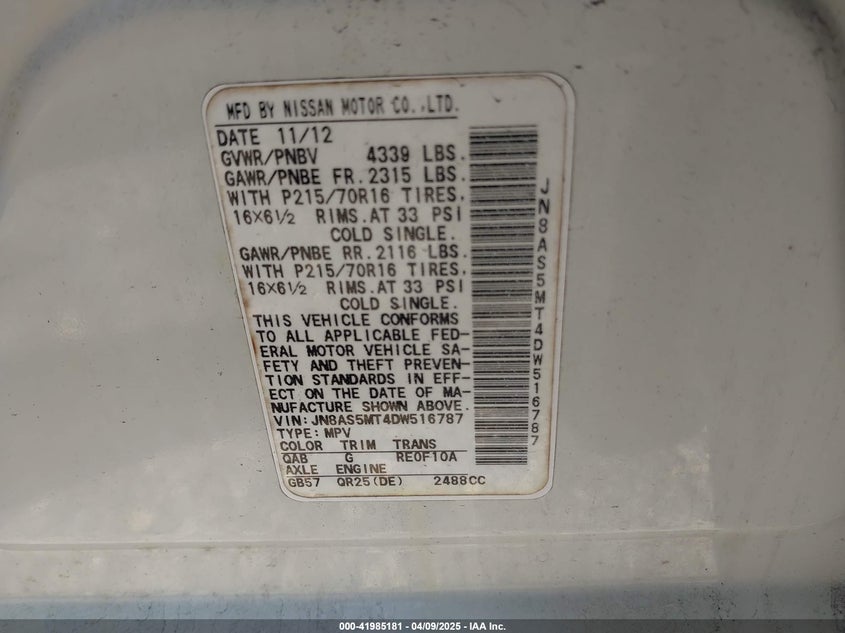 MFD BY NISSAN MOTOR CO.,LTD.
DATE 11/12
GVWR/PNBV 4339 LBS.
GAWR/PNBE FR. 2315 LBS.
WITH P215/70R16 TIRES,
16×6½ RIMS.AT 33 PSI
COLD SINGLE.
GAWR/PNBE RR. 2116 LBS.
WITH P215/70R16 TIRES,
16×6½ RIMS.AT 33 PSI
COLD SINGLE.
THIS VEHICLE CONFORMS
TO ALL APPLICABLE FED-
ERAL MOTOR VEHICLE SA-
FETY AND THEFT PREVEN-
TION STANDARDS IN EFF-
ECT ON THE DATE OF MA-
NUFACTURE SHOWN ABOVE.
VIN:JN8AS5MT4DW516787
TYPE:MPV
COLOR TRIM TRANS
QAB G RE0F10A
AXLE ENGINE
GB57 QR25(DE) 2488CC
JN8AS5MT4DW516787
000-41985181 | 04/09/2025 - IAA Inc.